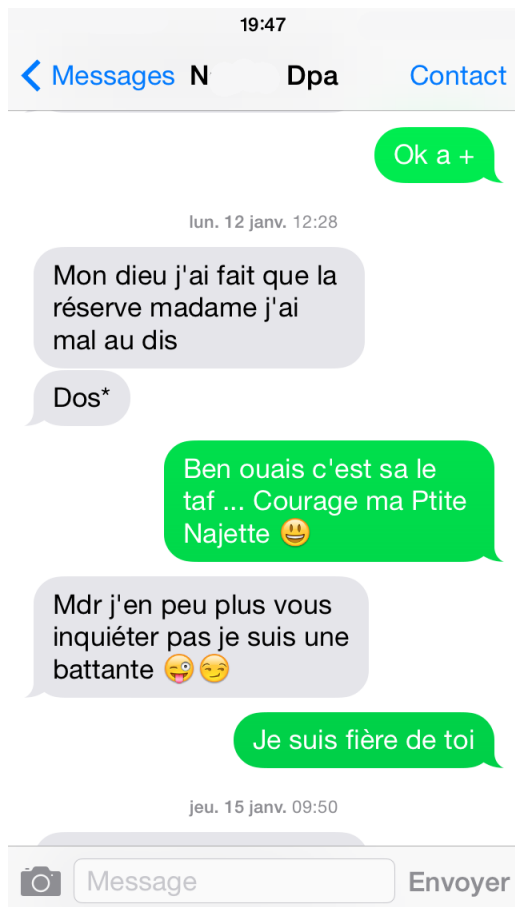 19:47
Messages N Dpa Contact
Ok a +
lun. 12 janv. 12:28
Mon dieu j'ai fait que la
réserve madame j'ai
mal au dis
Dos*
Ben ouais c'est sa le
taf ... Courage ma Ptite
Najette 😃
Mdr j'en peu plus vous
inquiéter pas je suis une
battante 😜😏
Je suis fière de toi
jeu. 15 janv. 09:50
Message
Envoyer